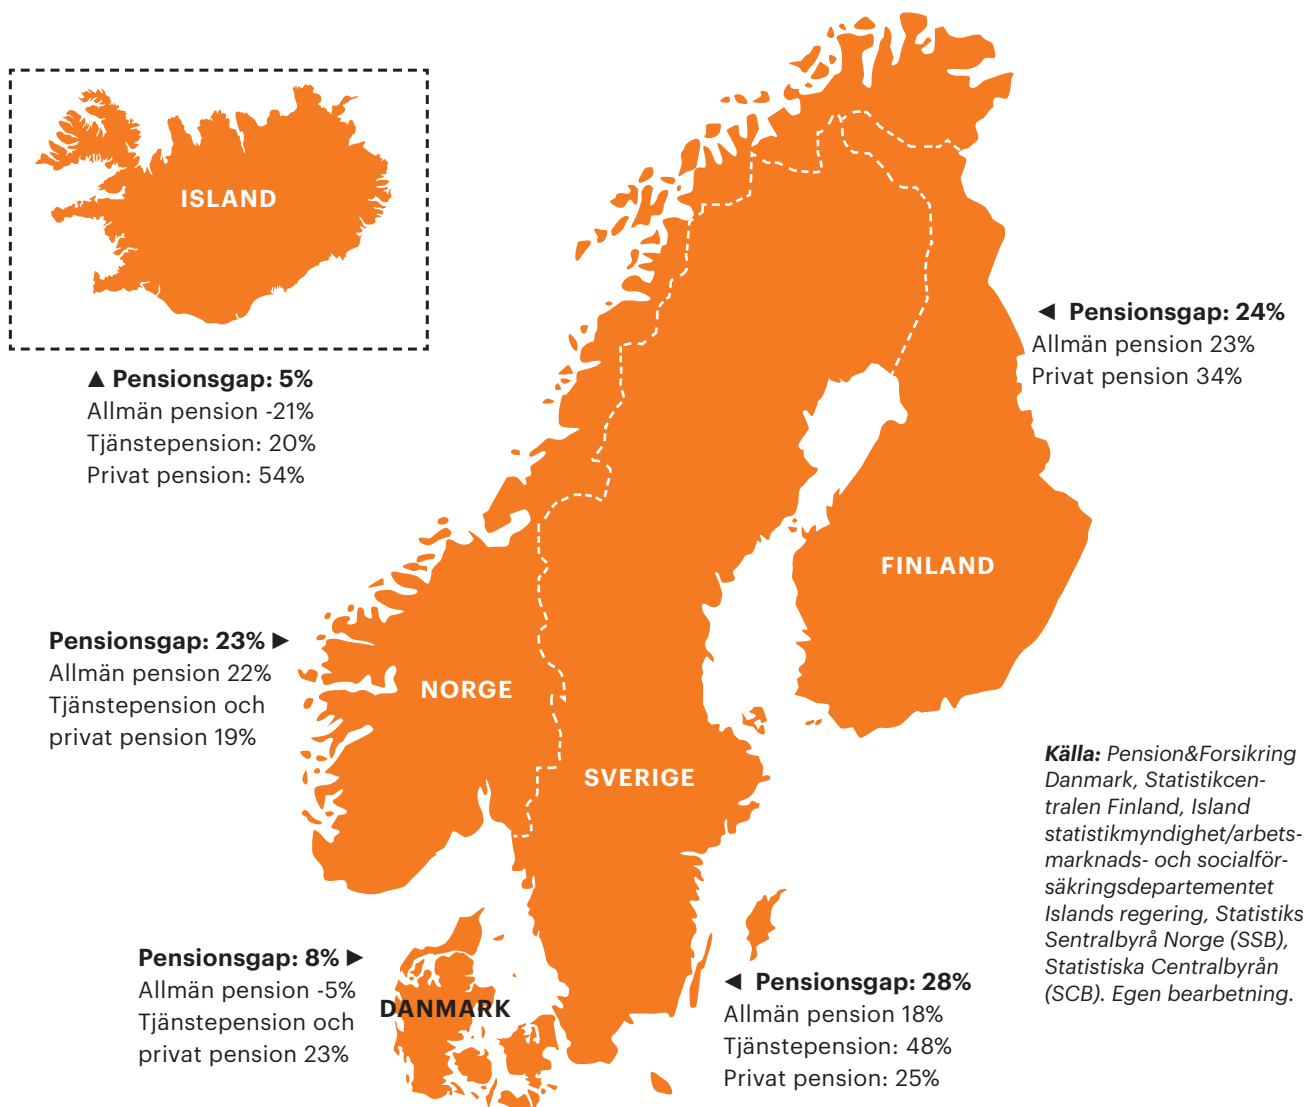 ISLAND
▲ Pensionsgap: 5%
Allmän pension -21%
Tjänstepension: 20%
Privat pension: 54%
◄ Pensionsgap: 24%
Allmän pension 23%
Privat pension 34%
FINLAND
Pensionsgap: 23% ►
Allmän pension 22%
Tjänstepension och
privat pension 19%
NORGE
SVERIGE
Källa: Pension&Forsikring
Danmark, Statistikcen-
tralen Finland, Island
statistikmyndighet/arbets-
marknads- och socialför-
säkringsdepartementet
Islands regering, Statistiks
Sentralbyrå Norge (SSB),
Statistiska Centralbyrån
(SCB). Egen bearbetning.
Pensionsgap: 8% ►
Allmän pension -5%
Tjänstepension och
privat pension 23%
DANMARK
◄ Pensionsgap: 28%
Allmän pension 18%
Tjänstepension: 48%
Privat pension: 25%